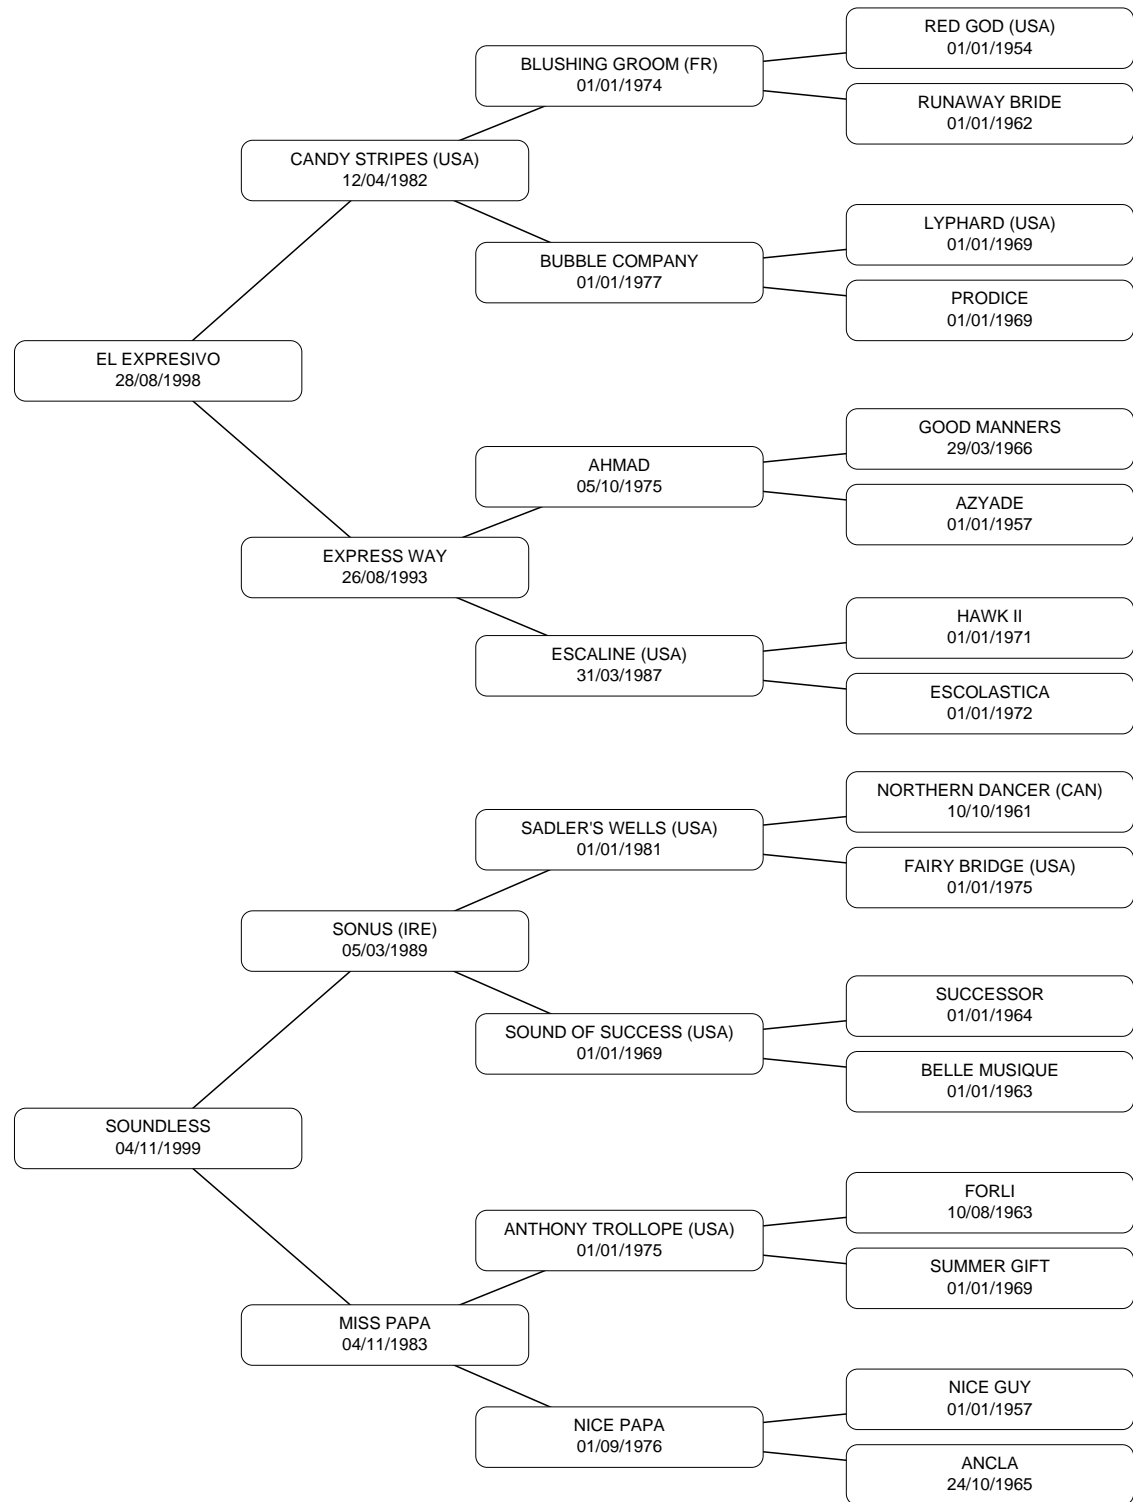 RED GOD (USA)
01/01/1954
BLUSHING GROOM (FR)
01/01/1974
RUNAWAY BRIDE
01/01/1962
CANDY STRIPES (USA)
12/04/1982
LYPHARD (USA)
01/01/1969
BUBBLE COMPANY
01/01/1977
PRODICE
01/01/1969
EL EXPRESIVO
28/08/1998
GOOD MANNERS
29/03/1966
AHMAD
05/10/1975
AZYADE
01/01/1957
EXPRESS WAY
26/08/1993
HAWK II
01/01/1971
ESCALINE (USA)
31/03/1987
ESCOLASTICA
01/01/1972
NORTHERN DANCER (CAN)
10/10/1961
SADLER'S WELLS (USA)
01/01/1981
FAIRY BRIDGE (USA)
01/01/1975
SONUS (IRE)
05/03/1989
SUCCESSOR
01/01/1964
SOUND OF SUCCESS (USA)
01/01/1969
BELLE MUSIQUE
01/01/1963
SOUNDLESS
04/11/1999
FORLI
10/08/1963
ANTHONY TROLLOPE (USA)
01/01/1975
SUMMER GIFT
01/01/1969
MISS PAPA
04/11/1983
NICE GUY
01/01/1957
NICE PAPA
01/09/1976
ANCLA
24/10/1965